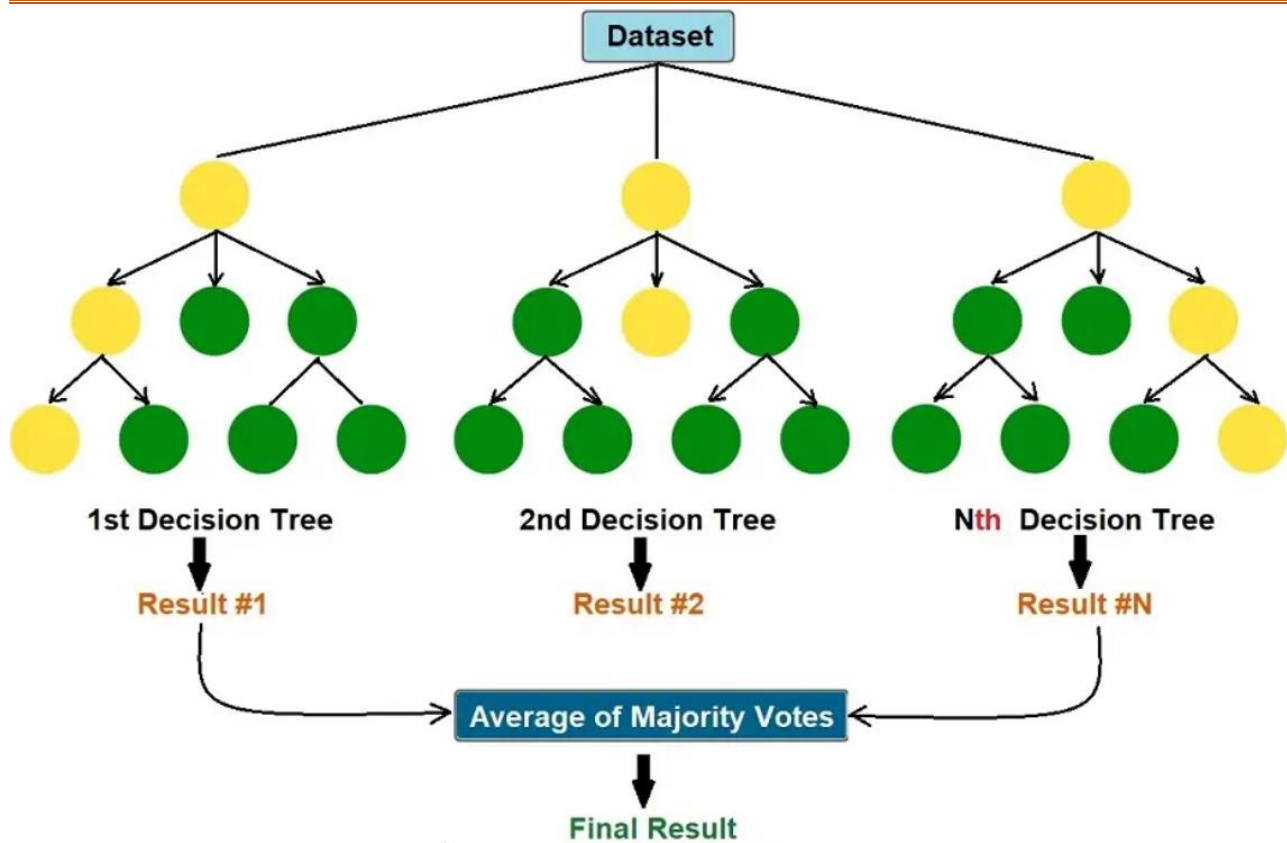 Dataset
1st Decision Tree
2nd Decision Tree
Nth Decision Tree
Result #1
Result #2
Result #N
Average of Majority Votes
Final Result